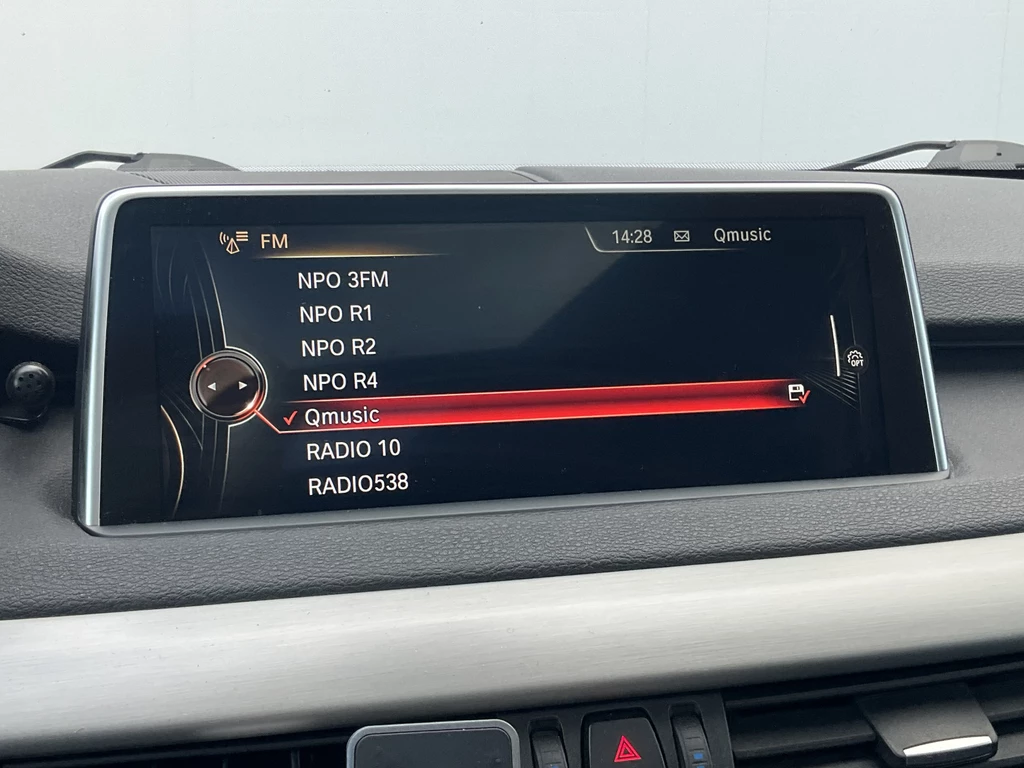 FM
14:28 Qmusic
NPO 3FM
NPO R1
NPO R2
NPO R4
OPT
Qmusic
RADIO 10
RADIO538